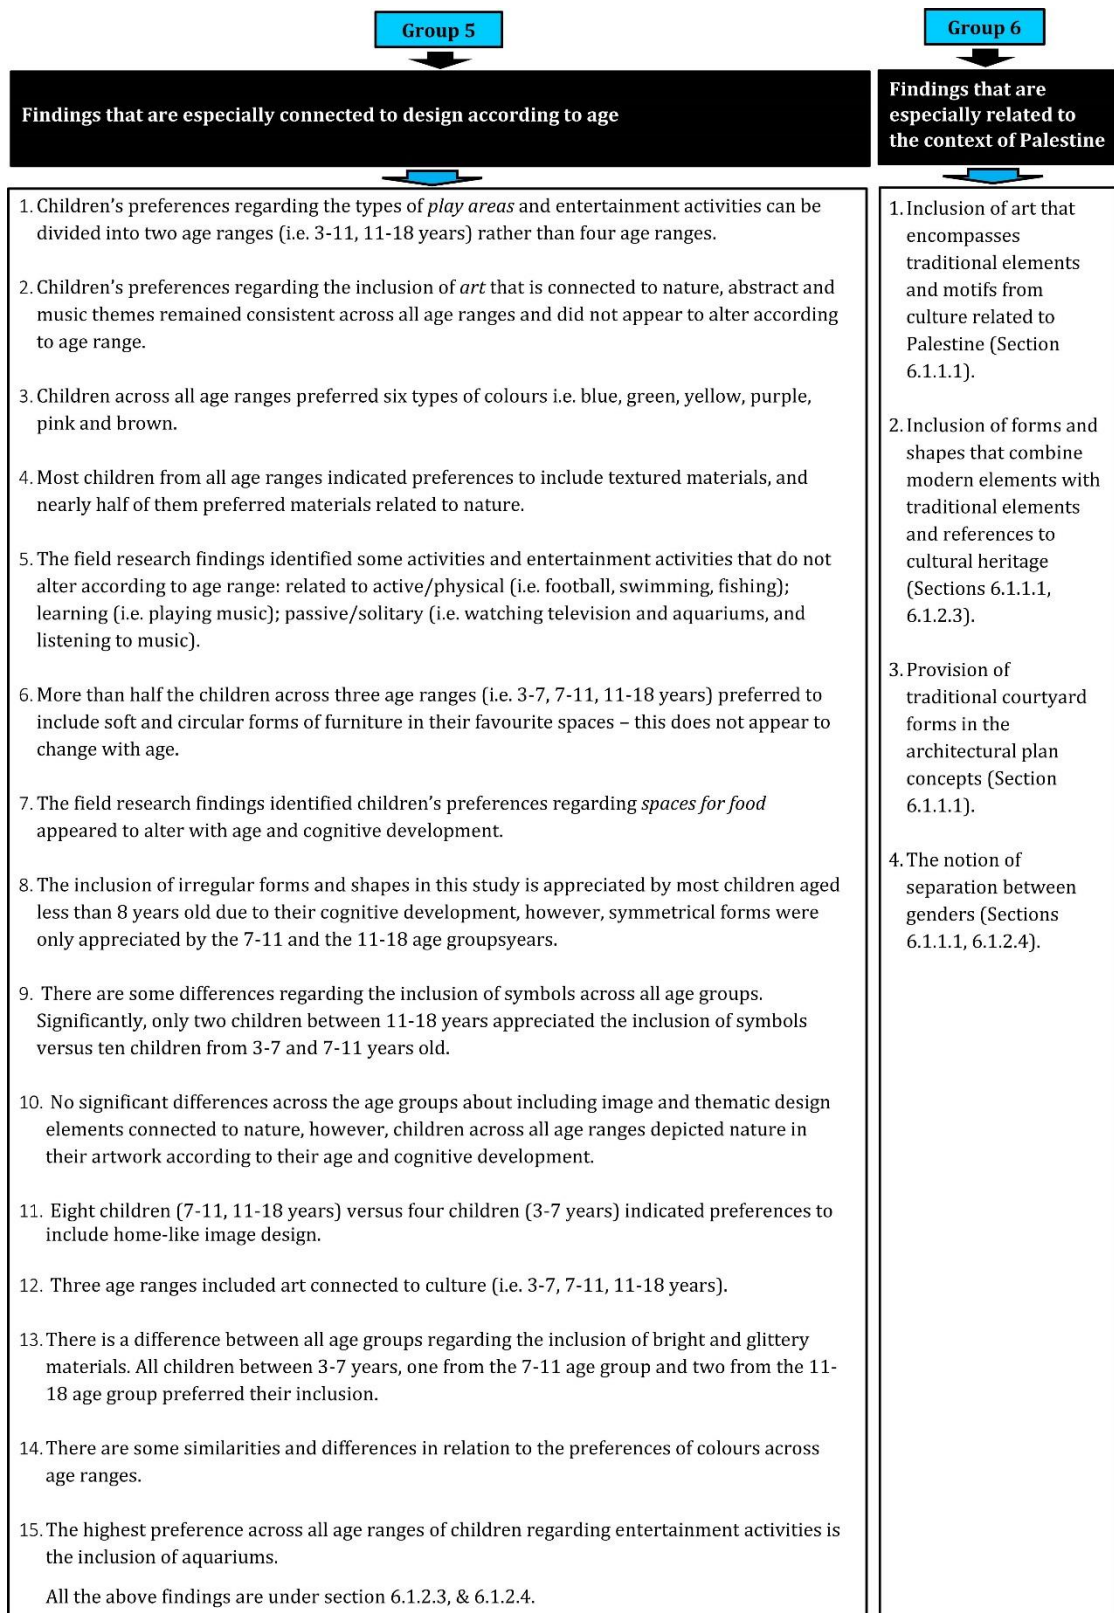 Group 5
Findings that are especially connected to design according to age
1. Children's preferences regarding the types of play areas and entertainment activities can be
divided into two age ranges (i.e. 3-11, 11-18 years) rather than four age ranges.
2. Children's preferences regarding the inclusion of art that is connected to nature, abstract and
music themes remained consistent across all age ranges and did not appear to alter according
to age range.
3. Children across all age ranges preferred six types of colours i.e. blue, green, yellow, purple,
pink and brown.
4. Most children from all age ranges indicated preferences to include textured materials, and
nearly half of them preferred materials related to nature.
5. The field research findings identified some activities and entertainment activities that do not
alter according to age range: related to active/physical (i.e. football, swimming, fishing);
learning (i.e. playing music); passive/solitary (i.e. watching television and aquariums, and
listening to music).
6. More than half the children across three age ranges (i.e. 3-7, 7-11, 11-18 years) preferred to
include soft and circular forms of furniture in their favourite spaces – this does not appear to
change with age.
7. The field research findings identified children's preferences regarding spaces for food
appeared to alter with age and cognitive development.
8. The inclusion of irregular forms and shapes in this study is appreciated by most children aged
less than 8 years old due to their cognitive development, however, symmetrical forms were
only appreciated by the 7-11 and the 11-18 age groupsyears.
9. There are some differences regarding the inclusion of symbols across all age groups.
Significantly, only two children between 11-18 years appreciated the inclusion of symbols
versus ten children from 3-7 and 7-11 years old.
10. No significant differences across the age groups about including image and thematic design
elements connected to nature, however, children across all age ranges depicted nature in
their artwork according to their age and cognitive development.
11. Eight children (7-11, 11-18 years) versus four children (3-7 years) indicated preferences to
include home-like image design.
12. Three age ranges included art connected to culture (i.e. 3-7, 7-11, 11-18 years).
13. There is a difference between all age groups regarding the inclusion of bright and glittery
materials. All children between 3-7 years, one from the 7-11 age group and two from the 11-
18 age group preferred their inclusion.
14. There are some similarities and differences in relation to the preferences of colours across
age ranges.
15. The highest preference across all age ranges of children regarding entertainment activities is
the inclusion of aquariums.
All the above findings are under section 6.1.2.3, & 6.1.2.4.
Group 6
Findings that are
especially related to
the context of Palestine
1. Inclusion of art that
encompasses
traditional elements
and motifs from
culture related to
Palestine (Section
6.1.1.1).
2. Inclusion of forms and
shapes that combine
modern elements with
traditional elements
and references to
cultural heritage
(Sections 6.1.1.1,
6.1.2.3).
3. Provision of
traditional courtyard
forms in the
architectural plan
concepts (Section
6.1.1.1).
4. The notion of
separation between
genders (Sections
6.1.1.1, 6.1.2.4).